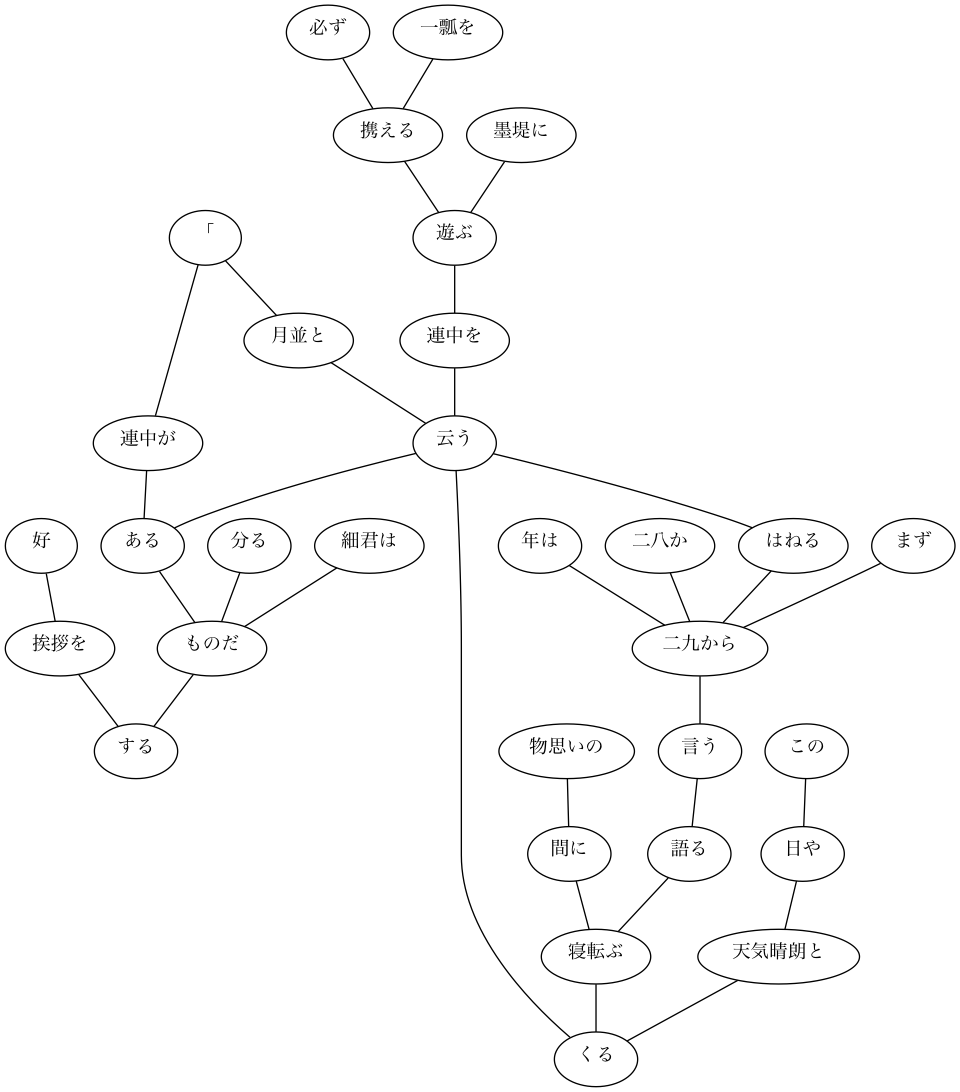 必ず
一瓢を
携える
墨堤に
「
遊ぶ
月並と
連中を
連中が
云う
好
ある
分る
細君は
年は
二八か
はねる
まず
挨拶を
ものだ
二九から
する
物思いの
言う
この
間に
語る
日や
寝転ぶ
天気晴朗と
くる